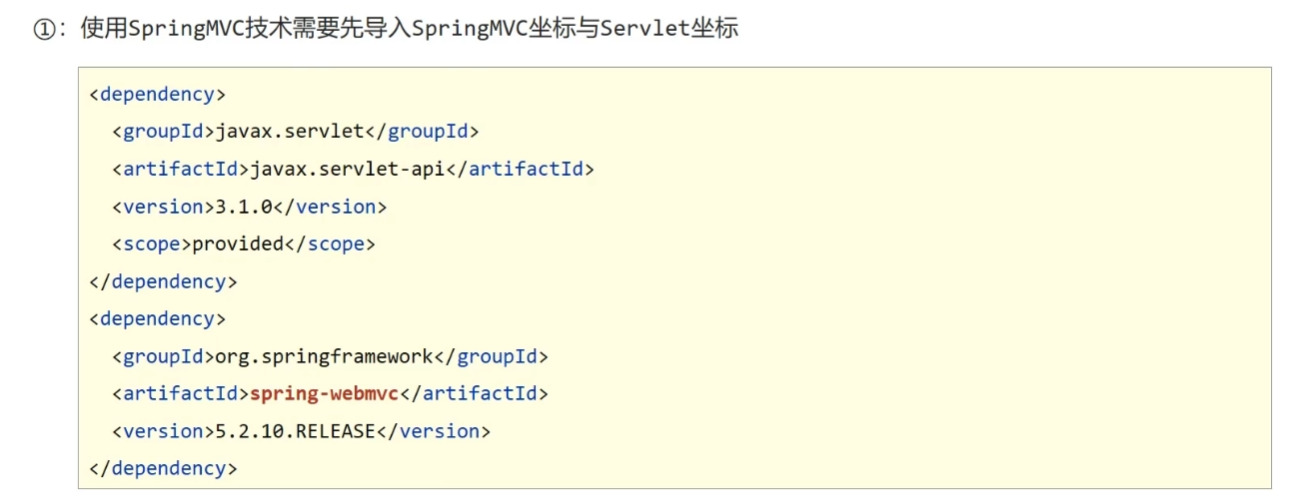 ①：使用SpringMVC技术需要先导入SpringMVC坐标与Servlet坐标
<dependency>
  <groupId>javax.servlet</groupId>
  <artifactId>javax.servlet-api</artifactId>
  <version>3.1.0</version>
  <scope>provided</scope>
</dependency>
<dependency>
  <groupId>org.springframework</groupId>
  <artifactId>spring-webmvc</artifactId>
  <version>5.2.10.RELEASE</version>
</dependency>